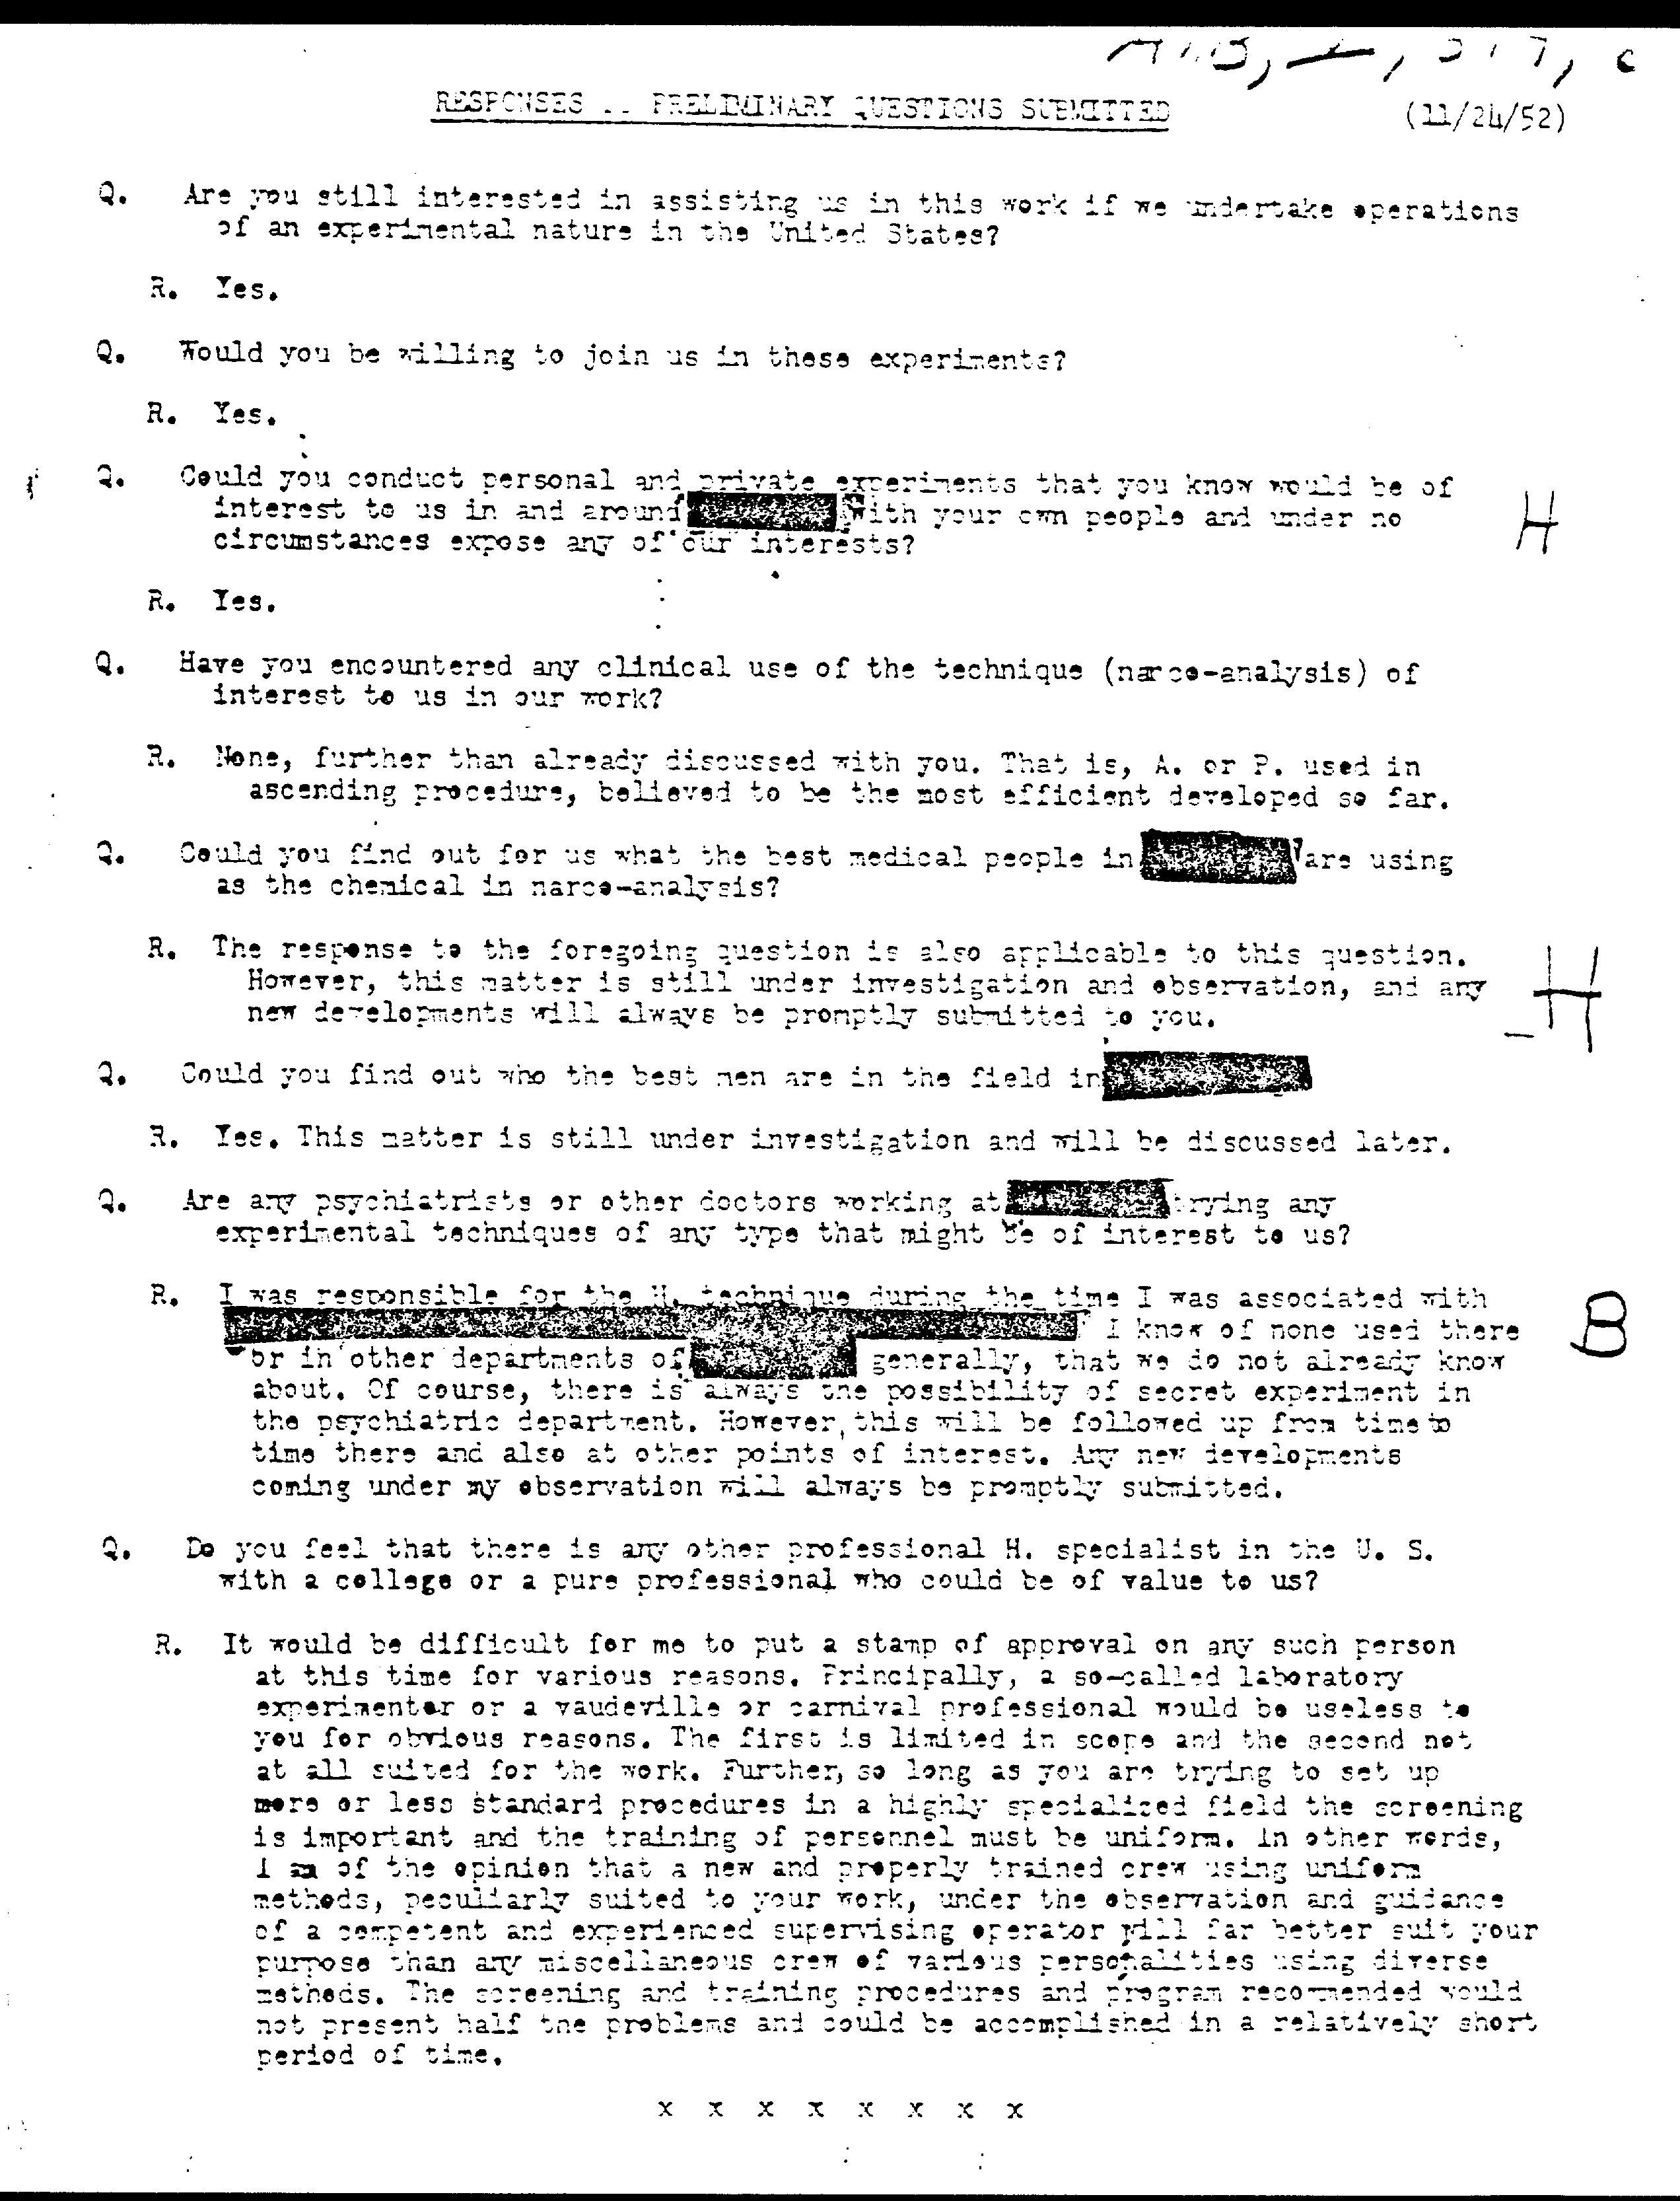 RESPONSES .. PRELIMINARY QUESTIONS SUBMITTED (11/24/52)
Q. Are you still interested in assisting us in this work if we undertake operations
of an experimental nature in the United States?
R. Yes.
Q. Would you be willing to join us in these experiments?
R. Yes.
Q. Could you conduct personal and private experiments that you know would be of
interest to us in and around with your own people and under no
circumstances expose any of our interests?
H
R. Yes.
Q. Have you encountered any clinical use of the technique (narco-analysis) of
interest to us in our work?
R. None, further than already discussed with you. That is, A. or P. used in
ascending procedure, believed to be the most efficient developed so far.
Q. Could you find out for us what the best medical people in are using
as the chemical in narco-analysis?
R. The response to the foregoing question is also applicable to this question.
However, this matter is still under investigation and observation, and any
new developments will always be promptly submitted to you.
H
Q. Could you find out who the best men are in the field in
R. Yes. This matter is still under investigation and will be discussed later.
Q. Are any psychiatrists or other doctors working at trying any
experimental techniques of any type that might be of interest to us?
R. I was responsible for the H. technique during the time I was associated with
I know of none used there
or in other departments of generally, that we do not already know
about. Of course, there is always the possibility of secret experiment in
the psychiatric department. However, this will be followed up from time to
time there and also at other points of interest. Any new developments
coming under my observation will always be promptly submitted.
B
Q. Do you feel that there is any other professional H. specialist in the U. S.
with a college or a pure professional who could be of value to us?
R. It would be difficult for me to put a stamp of approval on any such person
at this time for various reasons. Principally, a so-called laboratory
experimenter or a vaudeville or carnival professional would be useless to
you for obvious reasons. The first is limited in scope and the second not
at all suited for the work. Further, so long as you are trying to set up
more or less standard procedures in a highly specialized field the screening
is important and the training of personnel must be uniform. In other words,
I am of the opinion that a new and properly trained crew using uniform
methods, peculiarly suited to your work, under the observation and guidance
of a competent and experienced supervising operator will far better suit your
purpose than any miscellaneous crew of various personalities using diverse
methods. The screening and training procedures and program recommended would
not present half the problems and could be accomplished in a relatively short
period of time.
x x x x x x x x